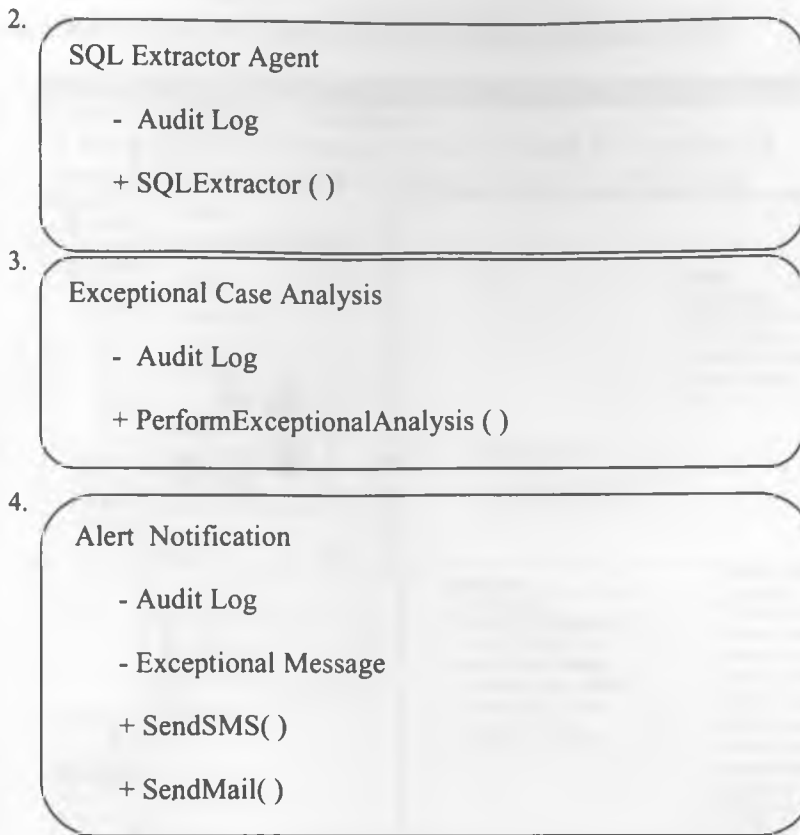 2.
SQL Extractor Agent
- Audit Log
+ SQLExtractor ( )
3.
Exceptional Case Analysis
- Audit Log
+ PerformExceptionalAnalysis ( )
4.
Alert Notification
- Audit Log
- Exceptional Message
+ SendSMS( )
+ SendMail( )